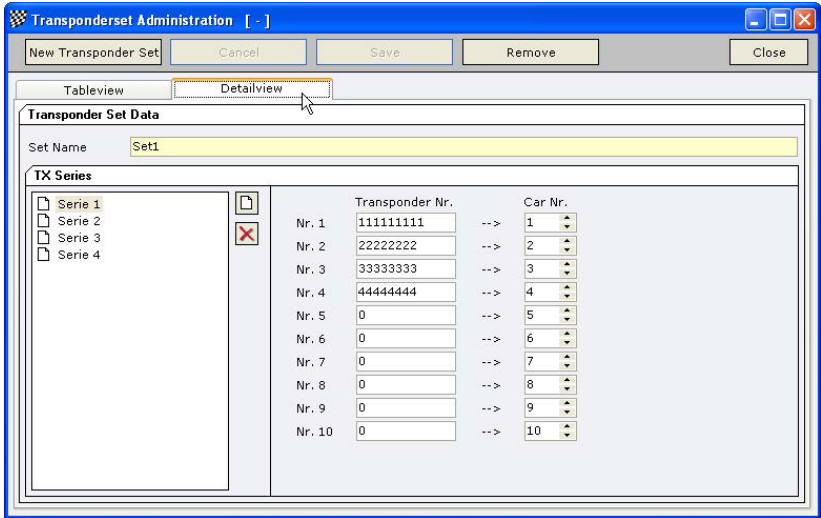 Transponderset Administration [ - ]
New Transponder Set Cancel Save Remove Close
Tableview Detailview
Transponder Set Data
Set Name Set1
TX Series
Serie 1
Serie 2
Serie 3
Serie 4
Transponder Nr. Car Nr.
Nr. 1 111111111 --> 1
Nr. 2 22222222 --> 2
Nr. 3 33333333 --> 3
Nr. 4 44444444 --> 4
Nr. 5 0 --> 5
Nr. 6 0 --> 6
Nr. 7 0 --> 7
Nr. 8 0 --> 8
Nr. 9 0 --> 9
Nr. 10 0 --> 10